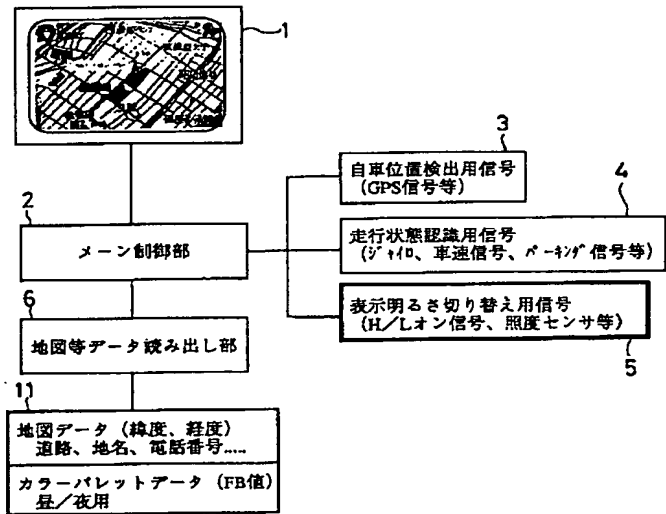 1
3
自車位置検出用信号
(GPS信号等)
4
2
メーン制御部
走行状態認識用信号
(ジャイロ、車速信号、パーキング信号等)
6
地図等データ読み出し部
表示明るさ切り替え用信号
(H/Lオン信号、照度センサ等)
5
11
地図データ (緯度、経度)
道路、地名、電話番号.....
カラーパレットデータ (FB値)
昼/夜用